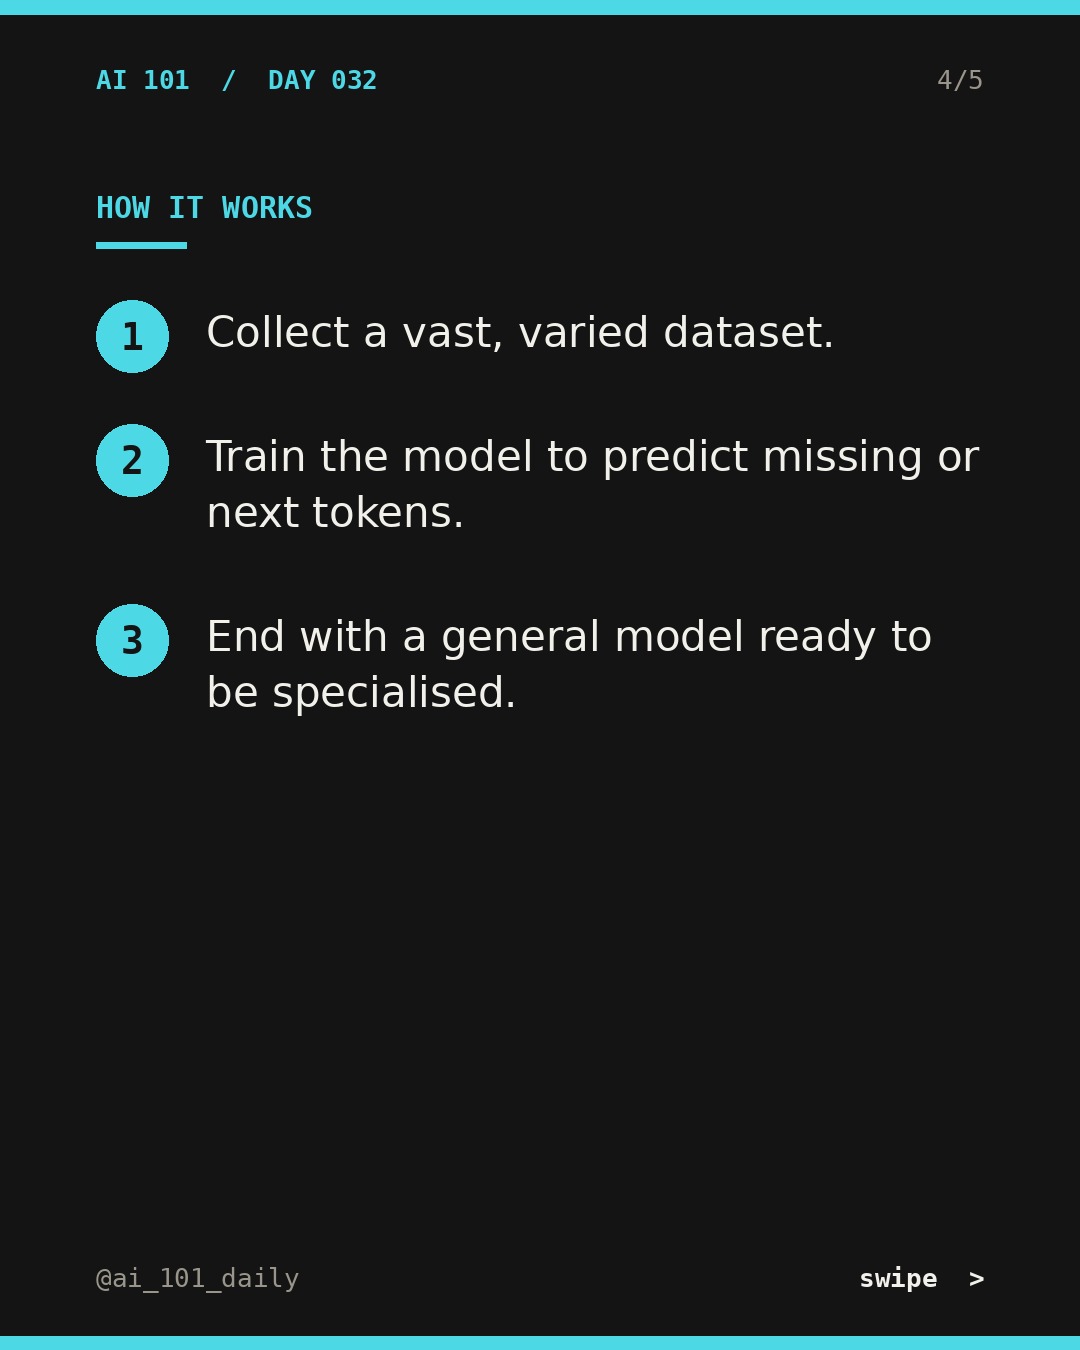 AI 101 / DAY 032
4/5
HOW IT WORKS
1 Collect a vast, varied dataset.
2 Train the model to predict missing or
next tokens.
3 End with a general model ready to
be specialised.
@ai_101_daily
swipe >